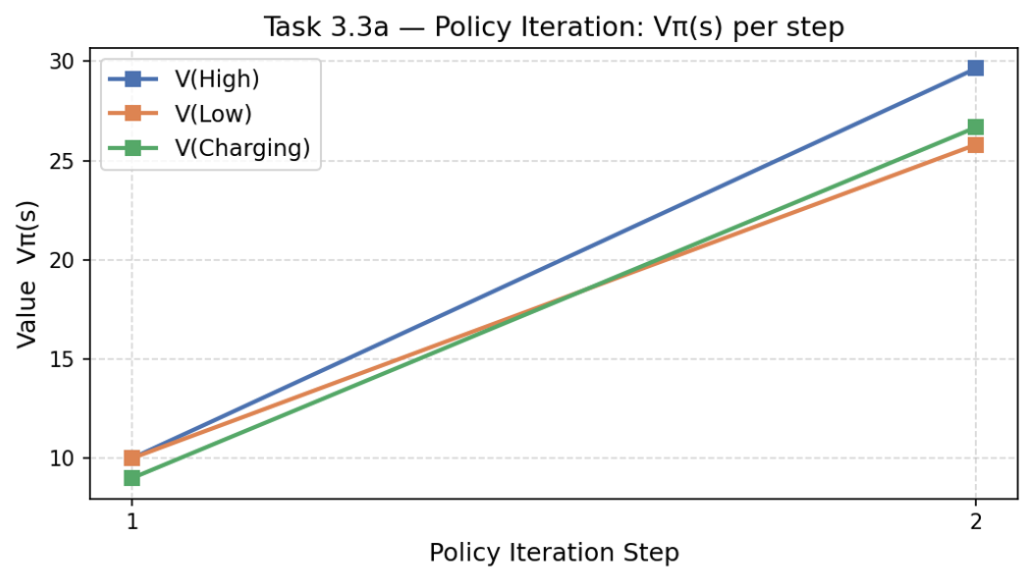 Task 3.3a — Policy Iteration: Vπ(s) per step
V(High)
V(Low)
V(Charging)
Value  Vπ(s)
30
25
20
15
10
1
2
Policy Iteration Step